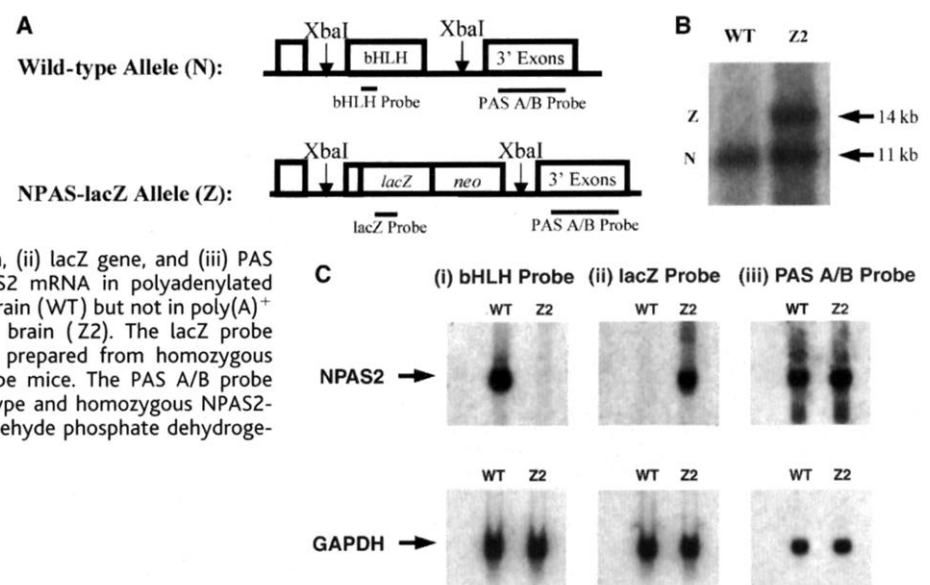 A
XbaI XbaI
Wild-type Allele (N):
bHLH 3' Exons
bHLH Probe PAS A/B Probe
XbaI XbaI
NPAS-lacZ Allele (Z):
lacZ neo 3' Exons
lacZ Probe PAS A/B Probe
B
WT Z2
Z 14 kb
N 11 kb
, (ii) lacZ gene, and (iii) PAS
S2 mRNA in polyadenylated
rain (WT) but not in poly(A)+
brain (Z2). The lacZ probe
prepared from homozygous
pe mice. The PAS A/B probe
ype and homozygous NPAS2-
dehyde phosphate dehydroge-
C
(i) bHLH Probe (ii) lacZ Probe (iii) PAS A/B Probe
WT Z2 WT Z2 WT Z2
NPAS2
WT Z2 WT Z2 WT Z2
GAPDH